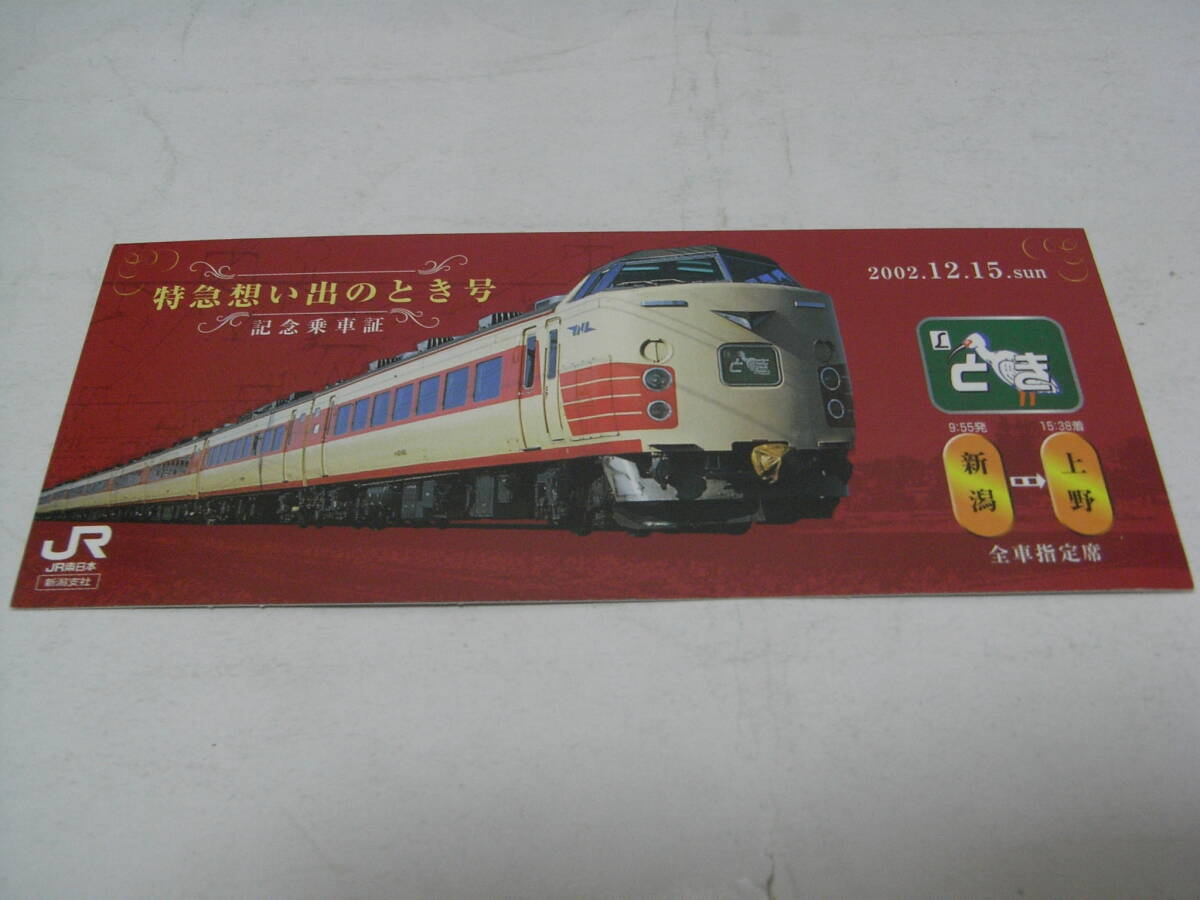 特急想い出のとき号
記念乗車証
2002.12.15.sun
L
とき
9:55発
15:38着
新潟
上野
全車指定席
JR
JR東日本
新潟支社
とき